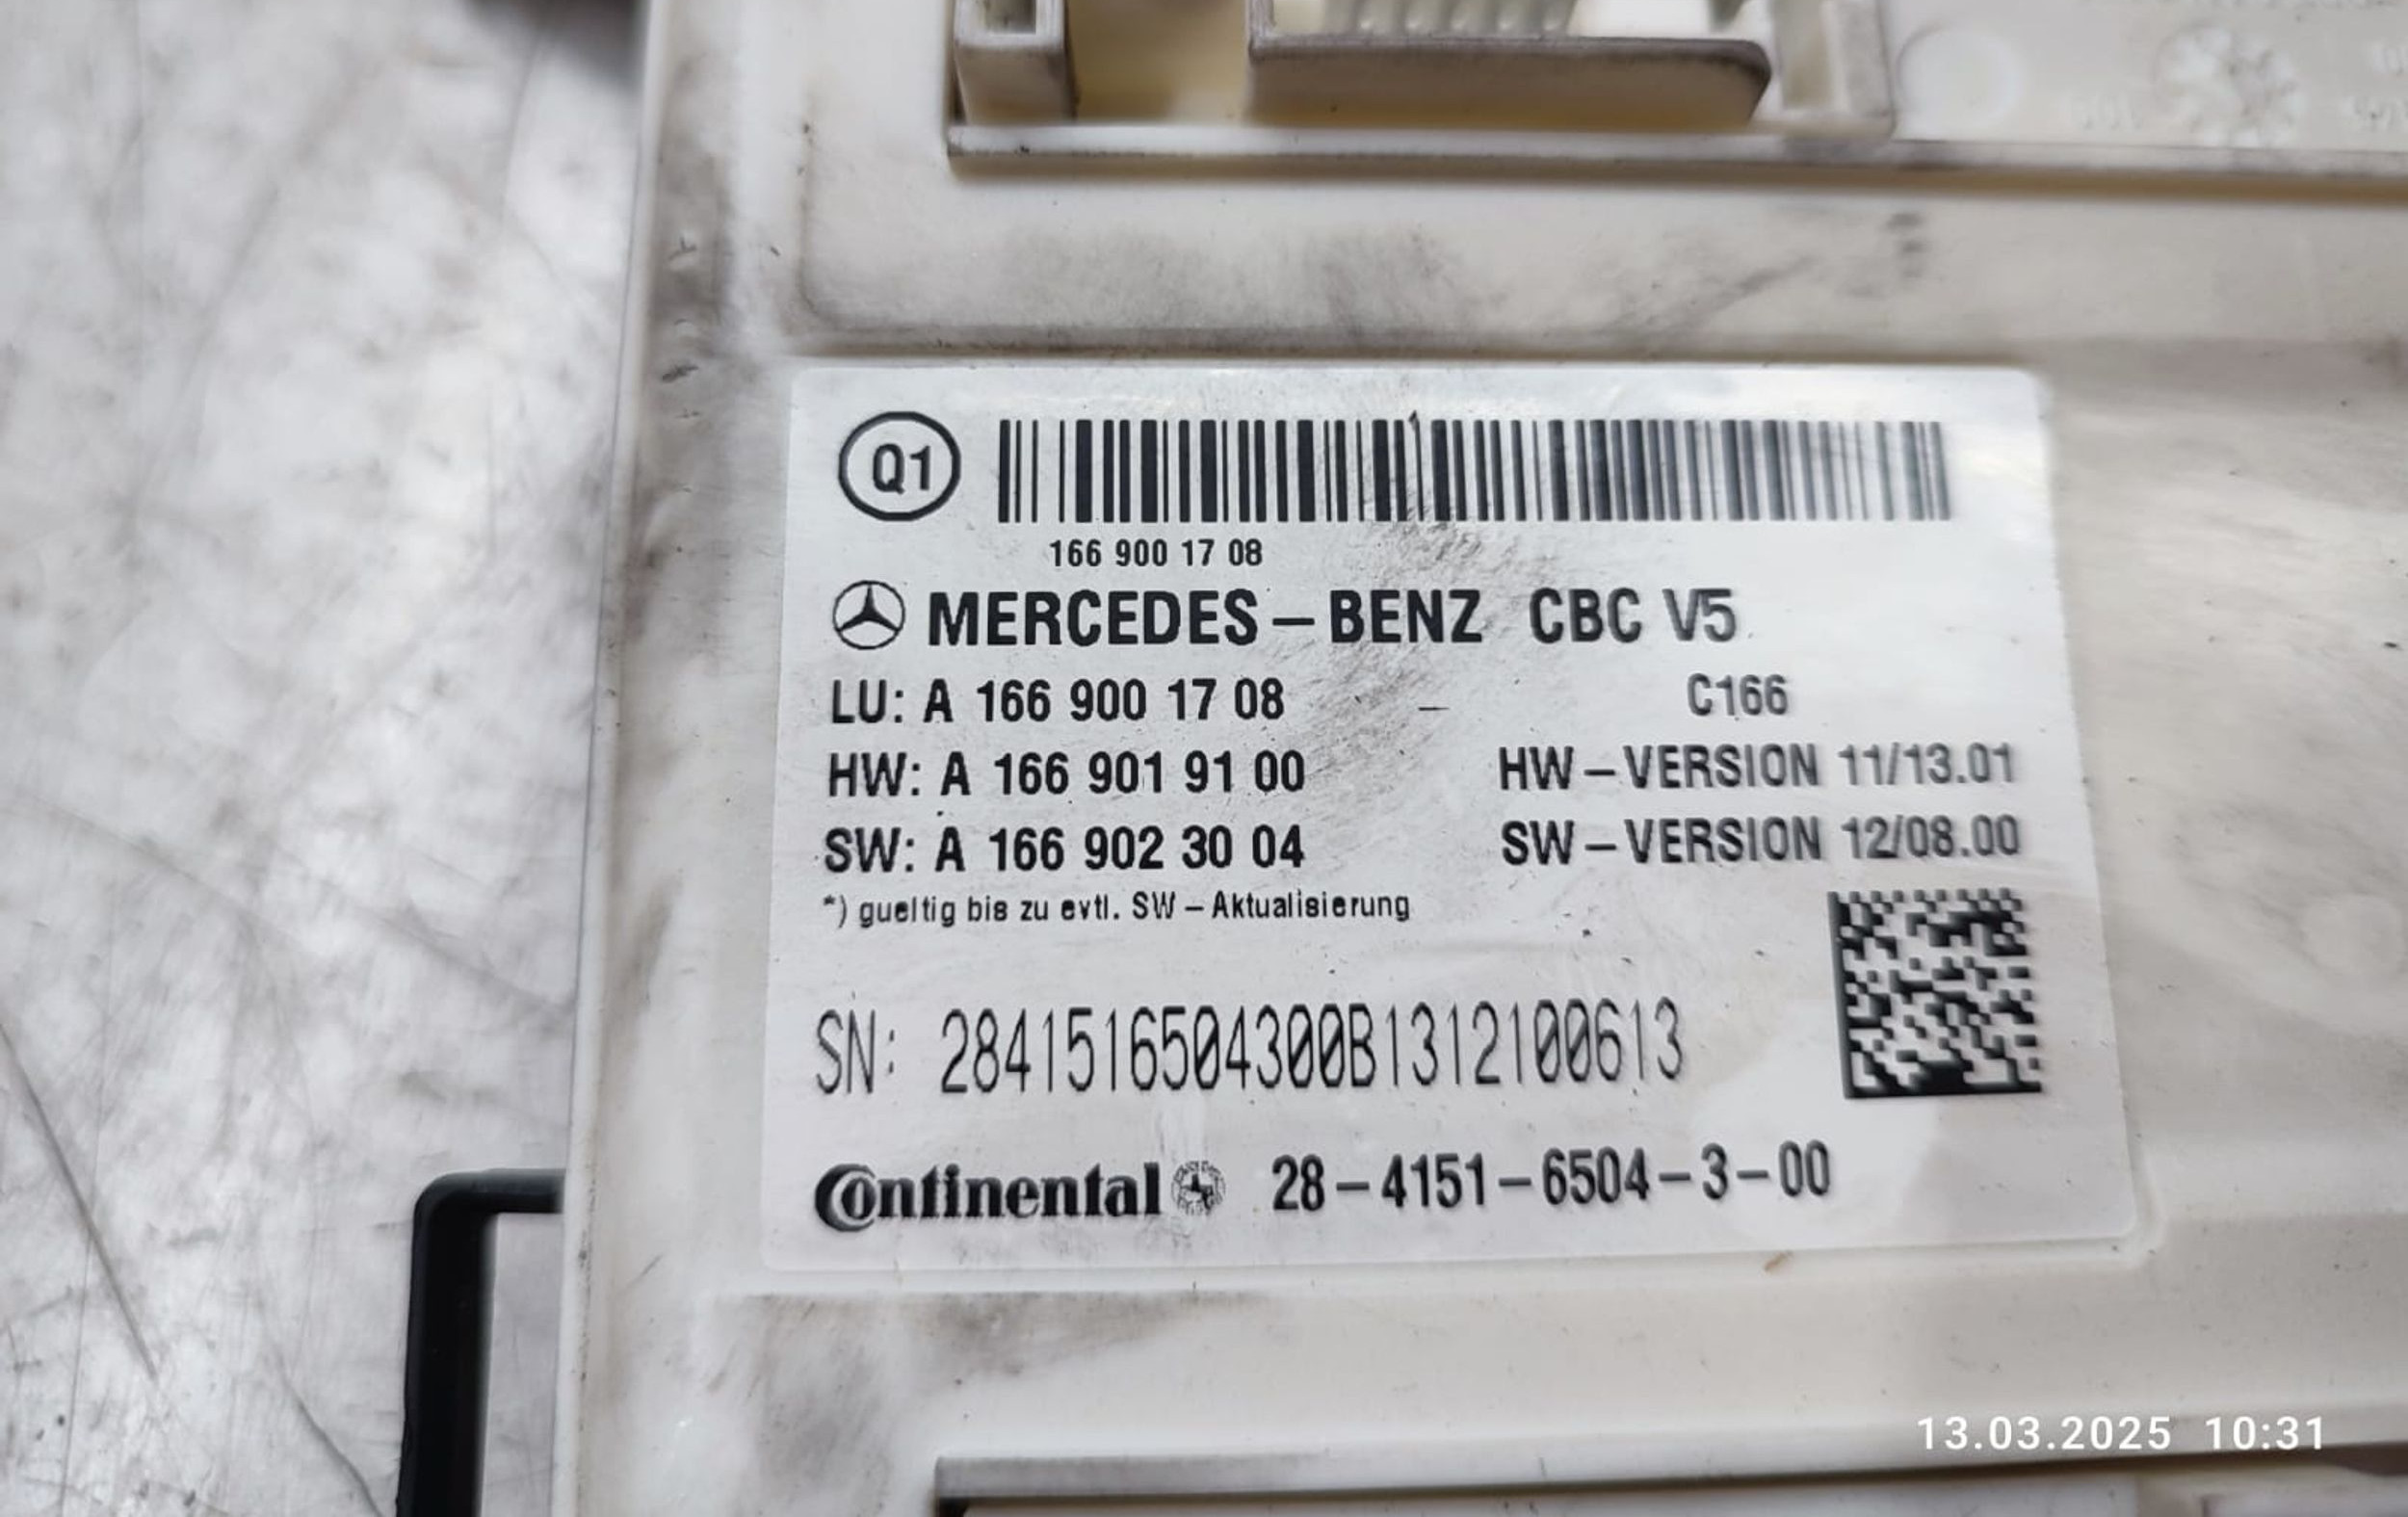 Q1
166 900 17 08
MERCEDES-BENZ CBC V5
LU: A 166 900 17 08 C166
HW: A 166 901 91 00 HW-VERSION 11/13.01
SW: A 166 902 30 04 SW-VERSION 12/08.00
*) gueltig bis zu evtl. SW-Aktualisierung
SN: 2841516504300B1312100613
Continental 28-4151-6504-3-00
13.03.2025 10:31